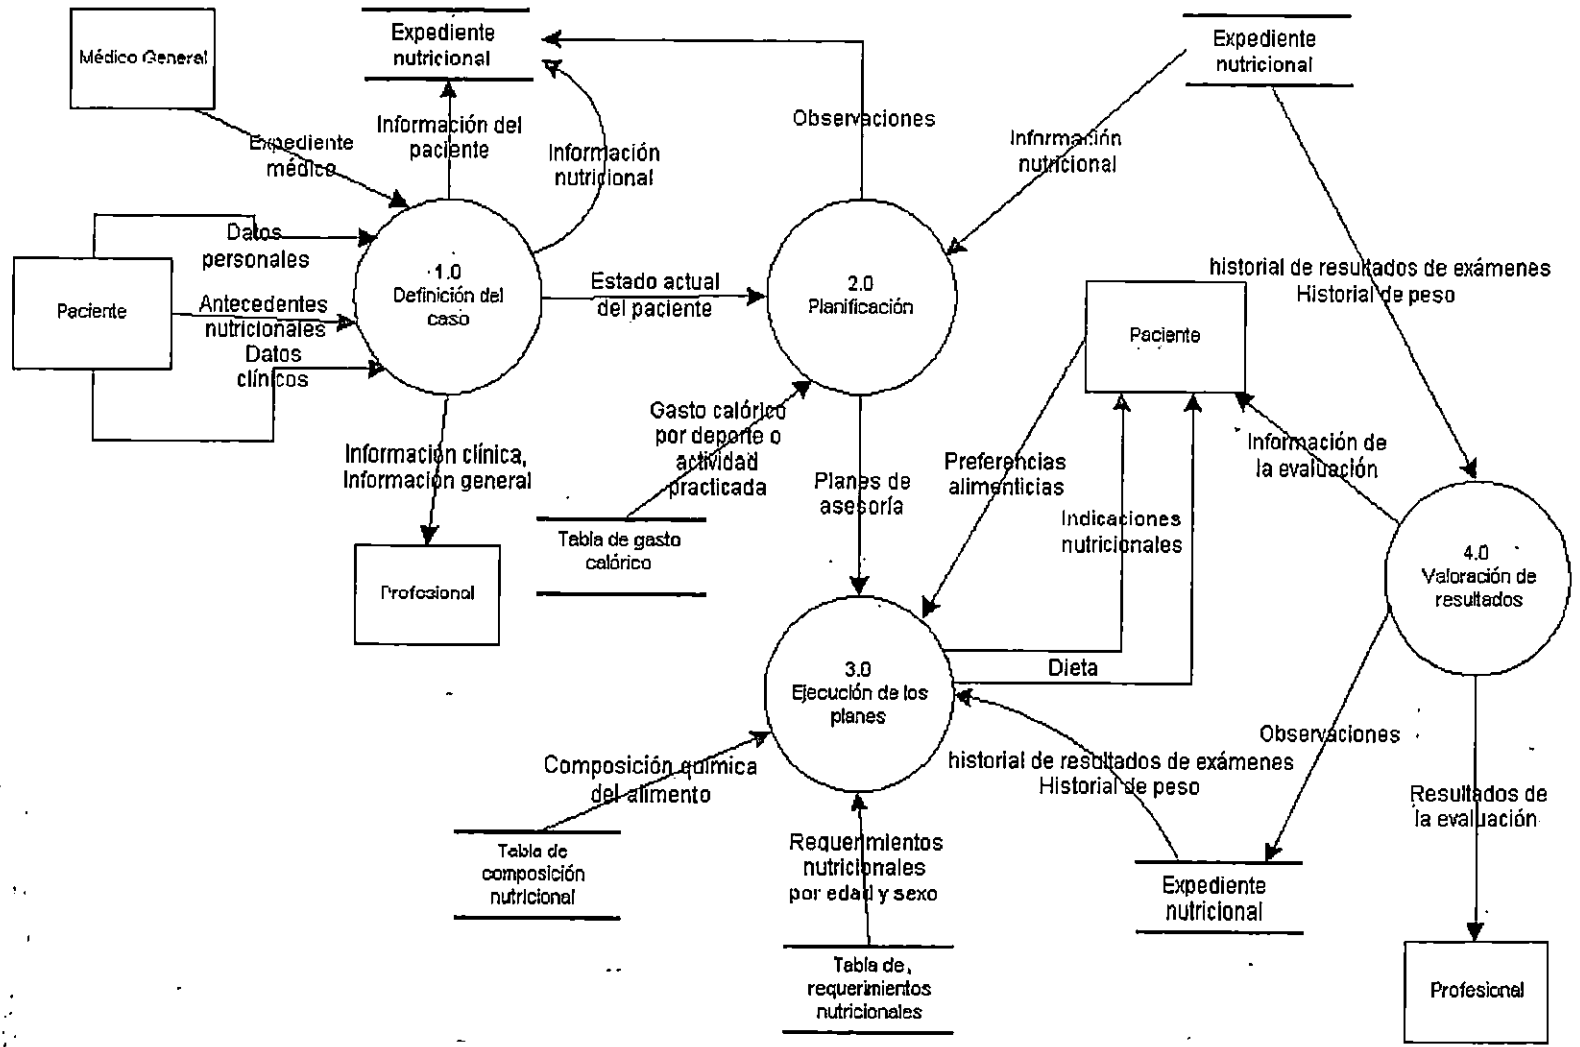 Médico General
Expediente
nutricional
Expediente
nutricional
Expediente
médico
Información del
paciente
Información
nutricional
Observaciones
Información
nutricional
Datos
personales
Paciente
Antecedentes
nutricionales
Datos
clínicos
1.0
Definición del
caso
Estado actual
del paciente
2.0
Planificación
historial de resultados de exámenes
Historial de peso
Paciente
Información clínica,
Información general
Gasto calórico
por deporte o
actividad
practicada
Planes de
asesoría
Preferencias
alimenticias
Indicaciones
nutricionales
Información de
la evaluación
Profesional
Tabla de gasto
calórico
4.0
Valoración de
resultados
3.0
Ejecución de los
planes
Dieta
Observaciones
historial de resultados de exámenes
Historial de peso
Composición química
del alimento
Resultados de
la evaluación
Tabla de
composición
nutricional
Requerimientos
nutricionales
por edad y sexo
Expediente
nutricional
Tabla de
requerimientos
nutricionales
Profesional